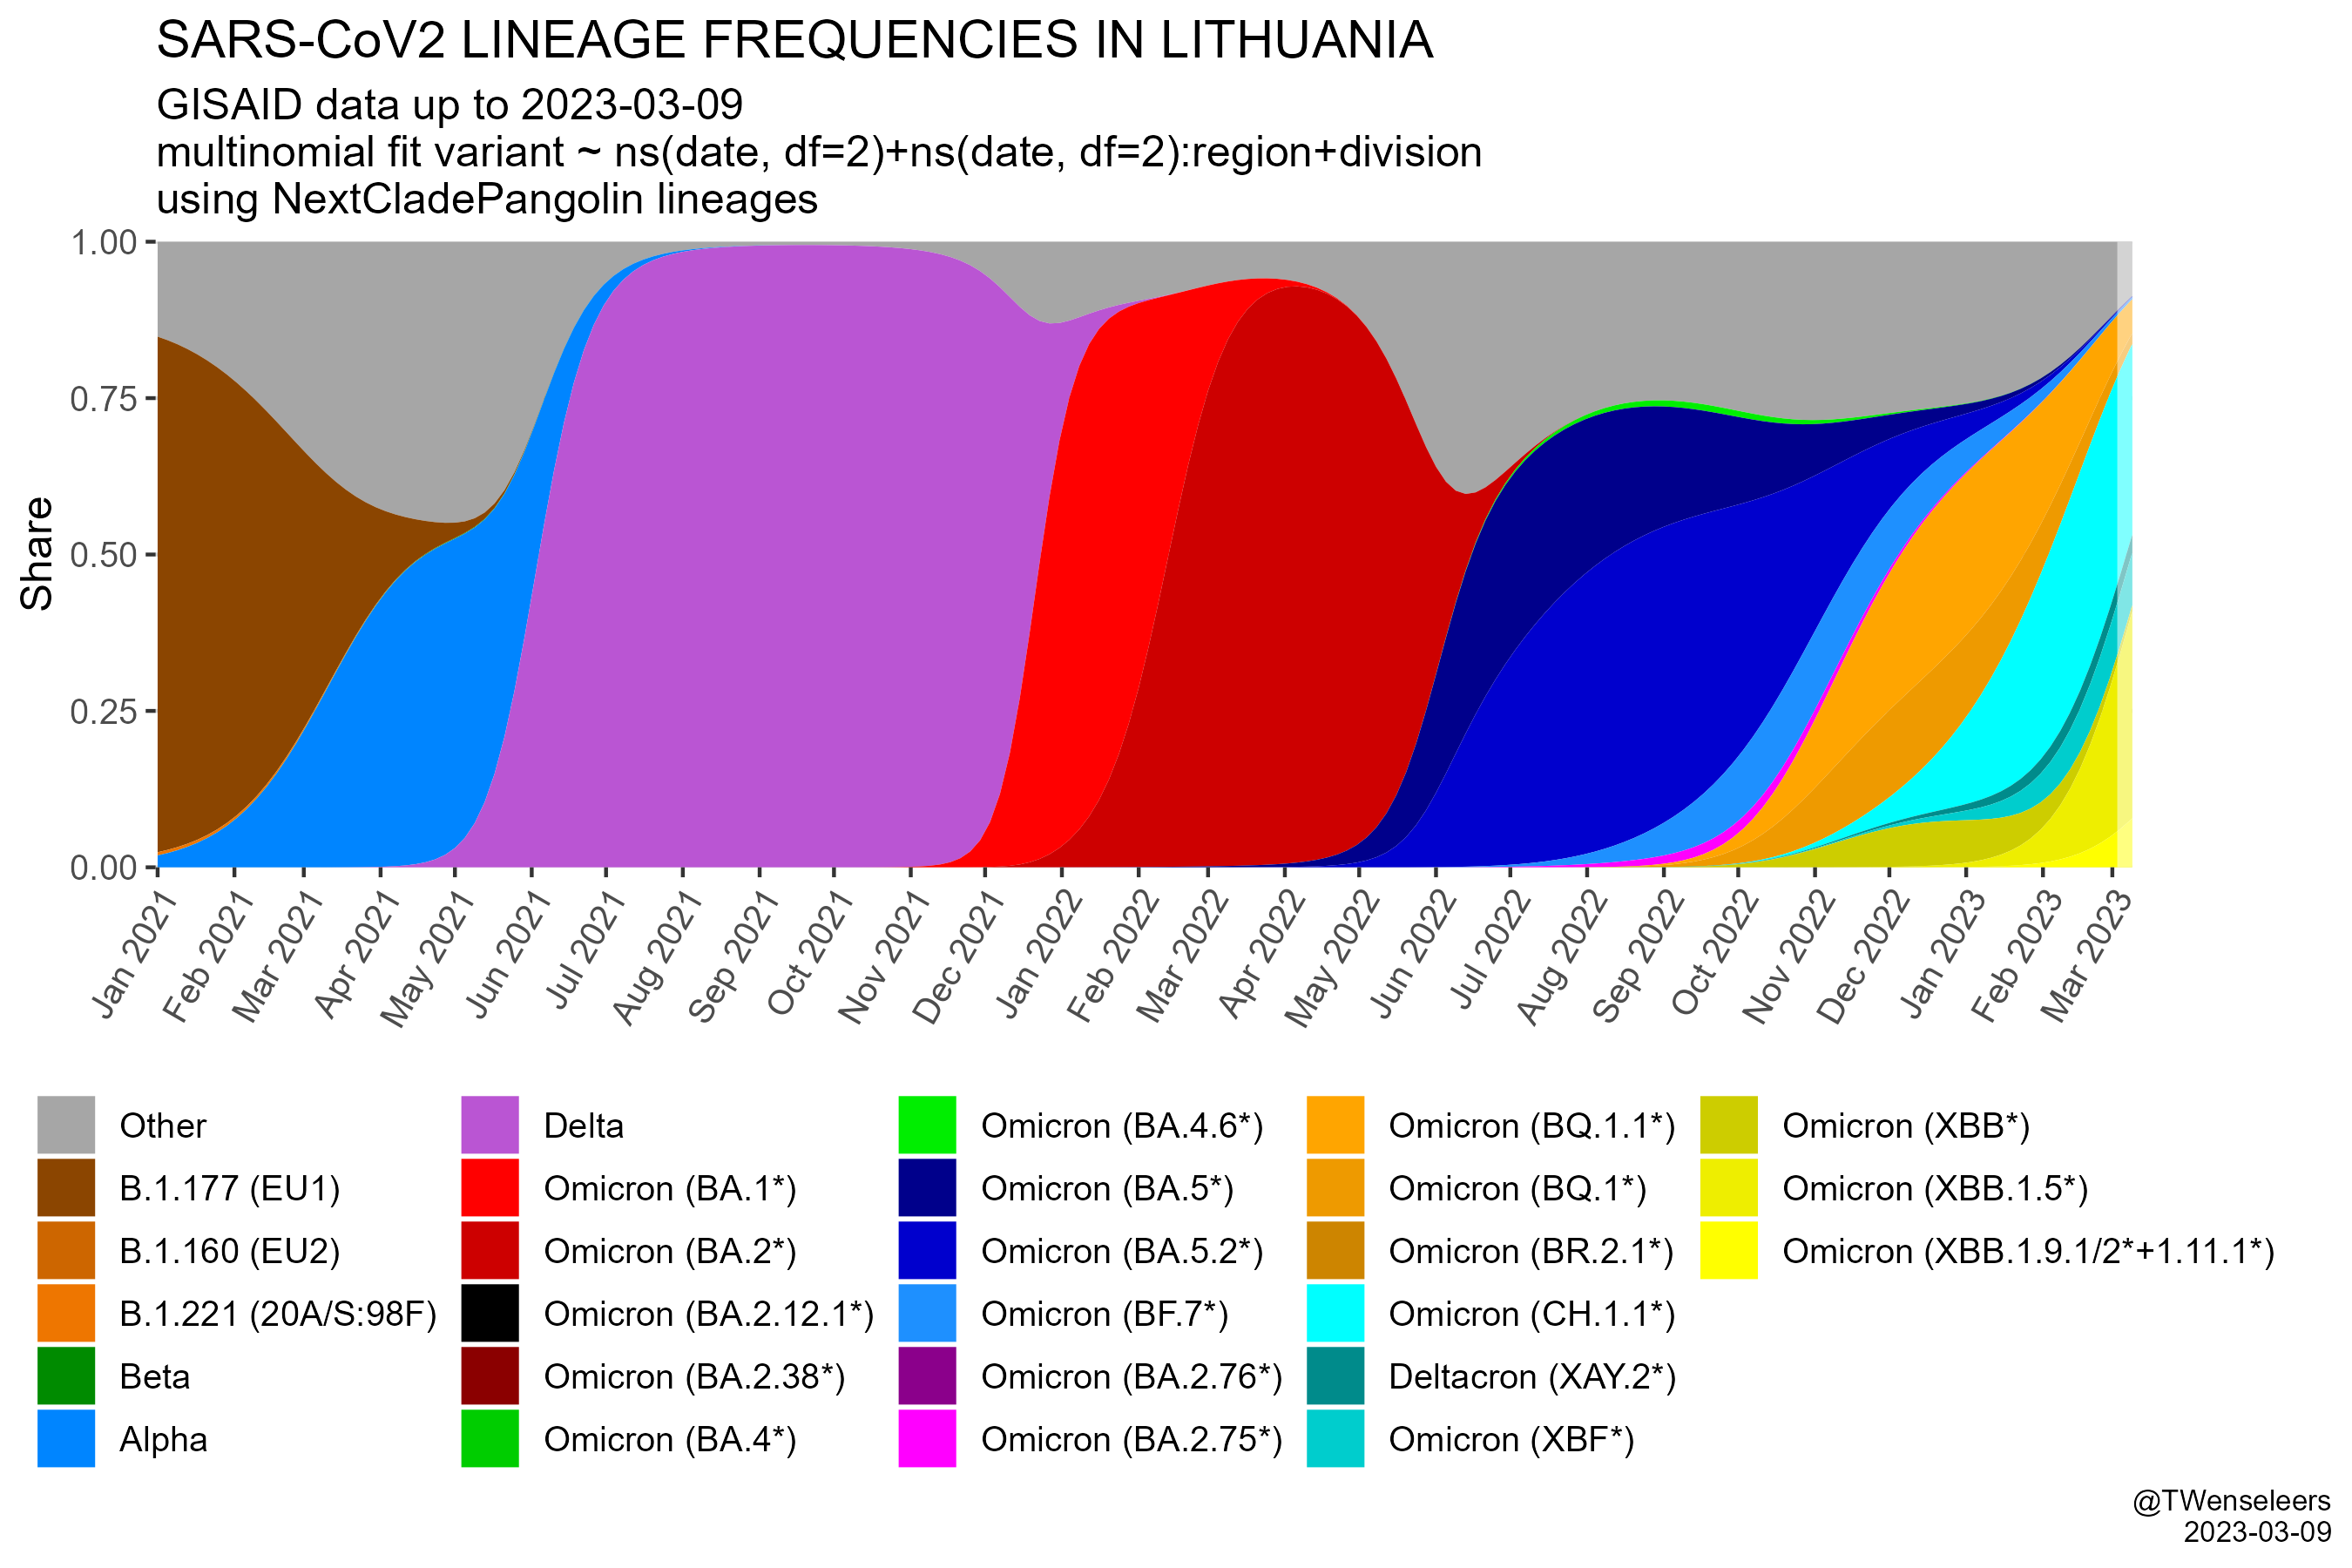 SARS-CoV2 LINEAGE FREQUENCIES IN LITHUANIA
GISAID data up to 2023-03-09
multinomial fit variant ~ ns(date, df=2)+ns(date, df=2):region+division
using NextCladePangolin lineages
1.00
0.75
0.50
0.25
0.00
Share
Jan 2021
Feb 2021
Mar 2021
Apr 2021
May 2021
Jun 2021
Jul 2021
Aug 2021
Sep 2021
Oct 2021
Nov 2021
Dec 2021
Jan 2022
Feb 2022
Mar 2022
Apr 2022
May 2022
Jun 2022
Jul 2022
Aug 2022
Sep 2022
Oct 2022
Nov 2022
Dec 2022
Jan 2023
Feb 2023
Mar 2023
Other
B.1.177 (EU1)
B.1.160 (EU2)
B.1.221 (20A/S:98F)
Beta
Alpha
Delta
Omicron (BA.1*)
Omicron (BA.2*)
Omicron (BA.2.12.1*)
Omicron (BA.2.38*)
Omicron (BA.4*)
Omicron (BA.4.6*)
Omicron (BA.5*)
Omicron (BA.5.2*)
Omicron (BF.7*)
Omicron (BA.2.76*)
Omicron (BA.2.75*)
Omicron (BQ.1.1*)
Omicron (BQ.1*)
Omicron (BR.2.1*)
Omicron (CH.1.1*)
Deltacron (XAY.2*)
Omicron (XBF*)
Omicron (XBB*)
Omicron (XBB.1.5*)
Omicron (XBB.1.9.1/2*+1.11.1*)
@TWenseleers
2023-03-09